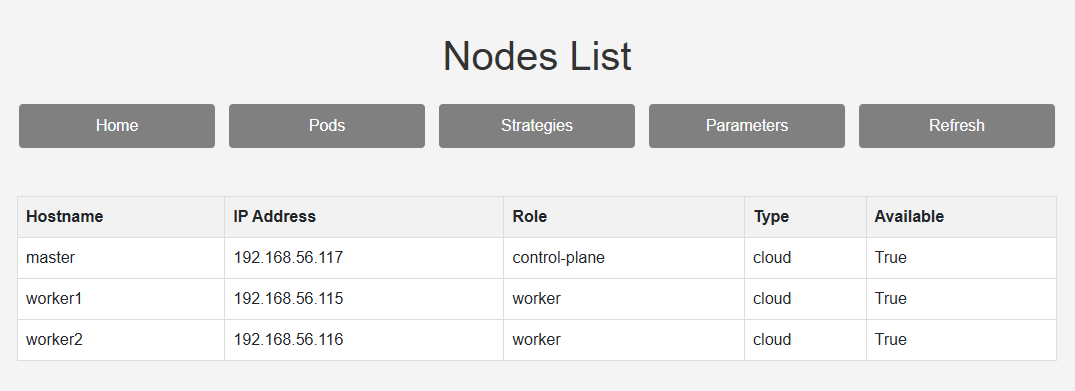 Nodes List
Home Pods Strategies Parameters Refresh
Hostname IP Address Role Type Available
master 192.168.56.117 control-plane cloud True
worker1 192.168.56.115 worker cloud True
worker2 192.168.56.116 worker cloud True